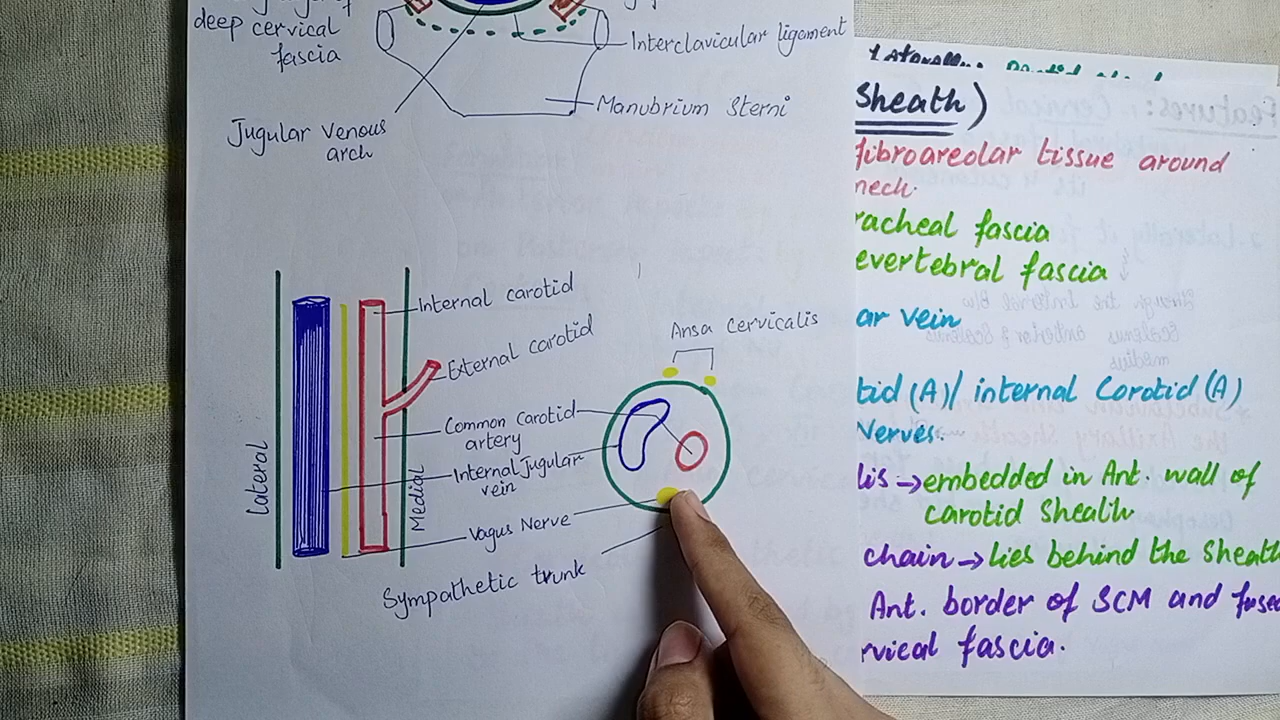 deep cervical
fascia
Interclavicular ligament
Manubrium Sterni
Jugular venous
arch
Internal carotid
External carotid
Common carotid
artery
Internal Jugular
vein
Vagus Nerve
Sympathetic trunk
Lateral
Medial
Ansa Cervicalis
Sheath)
fibroareolar tissue around
neck.
racheal fascia
evertebral fascia
ar vein
tid (A)/ internal Corotid (A)
Nerves.
lis → embedded in Ant. wall of
carotid Sheath
chain → lies behind the Sheath
Ant. border of SCM and fuse
rvical fascia.